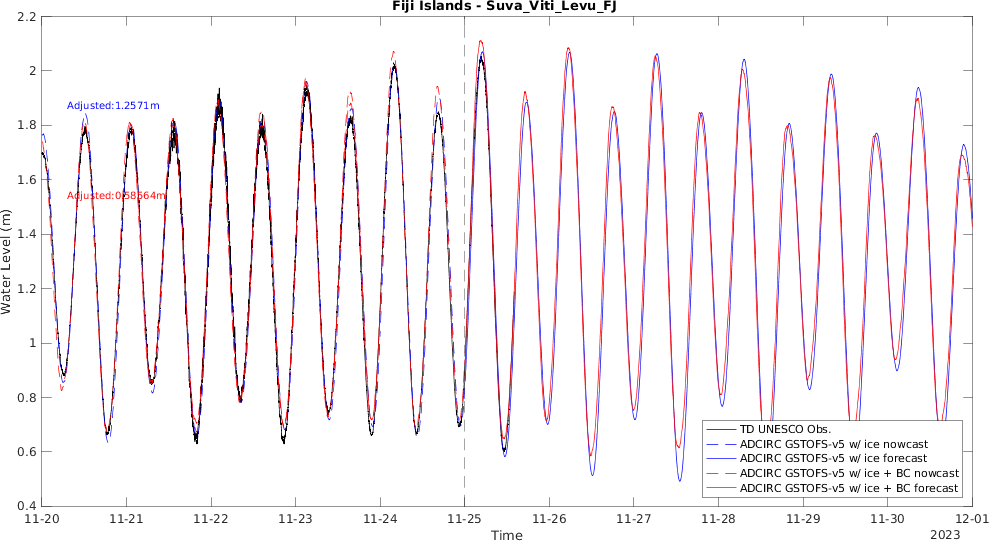 Fiji Islands - Suva_Viti_Levu_FJ
2.2
2
1.8
1.6
1.4
1.2
1
0.8
0.6
0.4
Water Level (m)
Adjusted:1.2571m
Adjusted:0.58664m
TD UNESCO Obs.
ADCIRC GSTOFS-v5 w/ ice nowcast
ADCIRC GSTOFS-v5 w/ ice forecast
ADCIRC GSTOFS-v5 w/ ice + BC nowcast
ADCIRC GSTOFS-v5 w/ ice + BC forecast
11-20 11-21 11-22 11-23 11-24 11-25 11-26 11-27 11-28 11-29 11-30 12-01
Time
2023